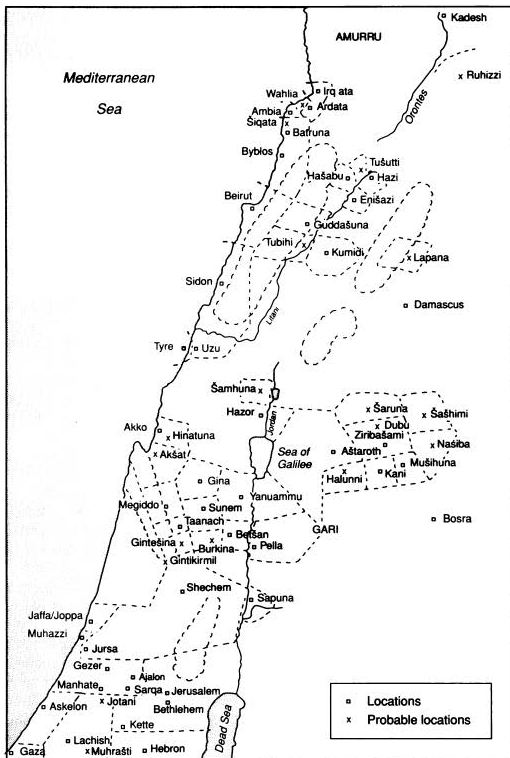 Kadesh
AMURRU
Mediterranean
Sea
Ruhizzi
Wahlia
Irqata
Orontes
Ambia
Ardata
Šiqata
Batruna
Byblos
Tušutti
Hašabu
Hazi
Enišazi
Beirut
Guddašuna
Tubihi
Kumidi
Lapana
Sidon
Damascus
Litani
Tyre
Uzu
Šamhuna
Hazor
Jordan
Šaruna
Šašhimi
Dubu
Akko
Hinatuna
Ziribašami
Sea of
Galilee
Aštaroth
Našiba
Akšat
Mušihuna
Halunni
Kani
Gina
Yanuammu
Megiddo
Sunem
Bosra
Taanach
GARI
Gintešina
Betšan
Burkina
Pella
Gintikirmil
Shechem
Sapuna
Jaffa/Joppa
Muhazzi
Jursa
Gezer
Ajalon
Manhate
Sarqa
Jerusalem
Jotani
Bethlehem
Askelon
Kette
Dead Sea
Lachish
Gaza
Muhrašti
Hebron
Locations
Probable locations